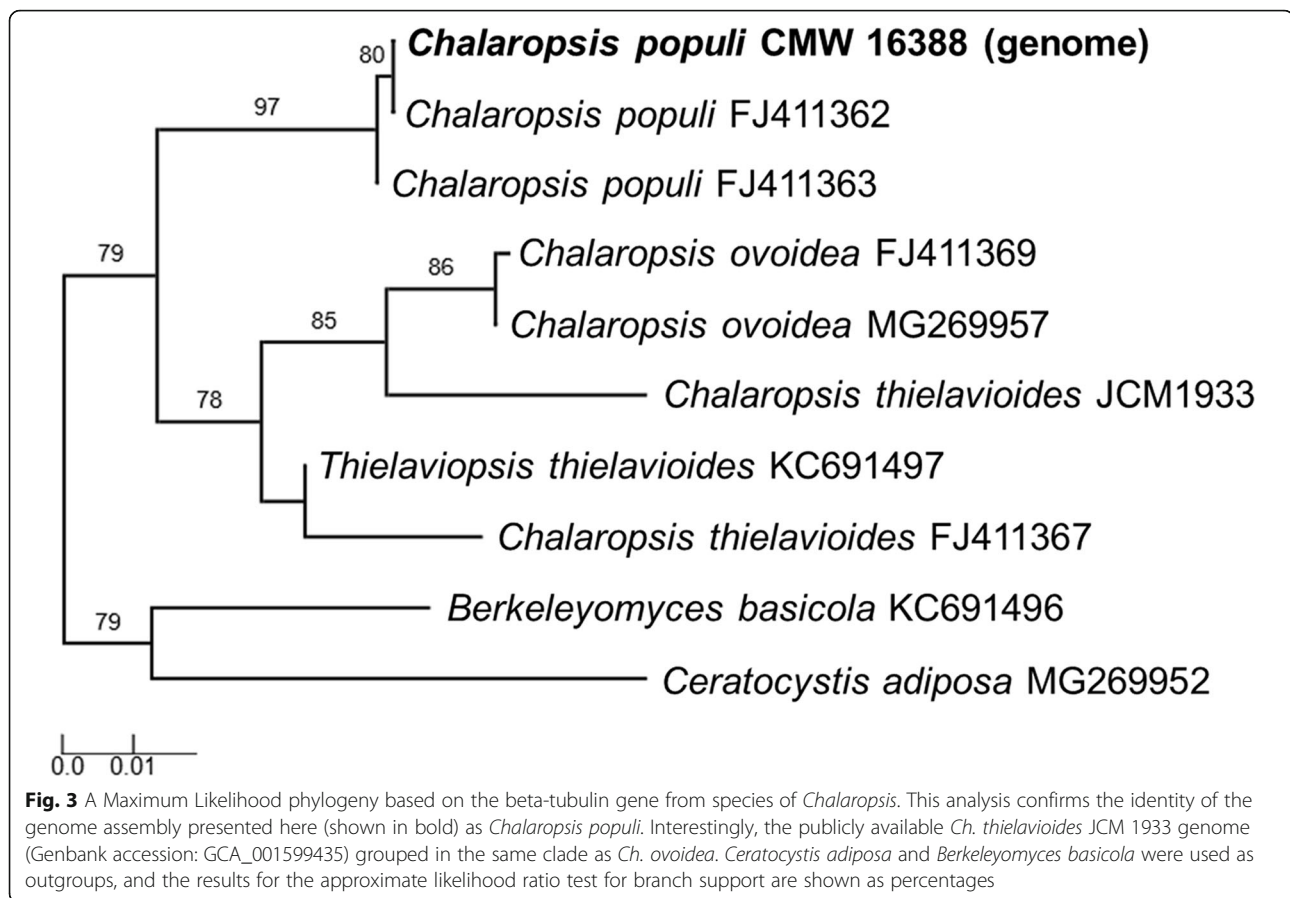 Chalaropsis populi CMW 16388 (genome)
80
97
Chalaropsis populi FJ411362
Chalaropsis populi FJ411363
79
Chalaropsis ovoidea FJ411369
86
85
Chalaropsis ovoidea MG269957
78
Chalaropsis thielavioides JCM1933
Thielaviopsis thielavioides KC691497
Chalaropsis thielavioides FJ411367
79
Berkeleyomyces basicola KC691496
Ceratocystis adiposa MG269952
0.0 0.01
Fig. 3 A Maximum Likelihood phylogeny based on the beta-tubulin gene from species of Chalaropsis. This analysis confirms the identity of the
genome assembly presented here (shown in bold) as Chalaropsis populi. Interestingly, the publicly available Ch. thielavioides JCM 1933 genome
(Genbank accession: GCA_001599435) grouped in the same clade as Ch. ovoidea. Ceratocystis adiposa and Berkeleyomyces basicola were used as
outgroups, and the results for the approximate likelihood ratio test for branch support are shown as percentages